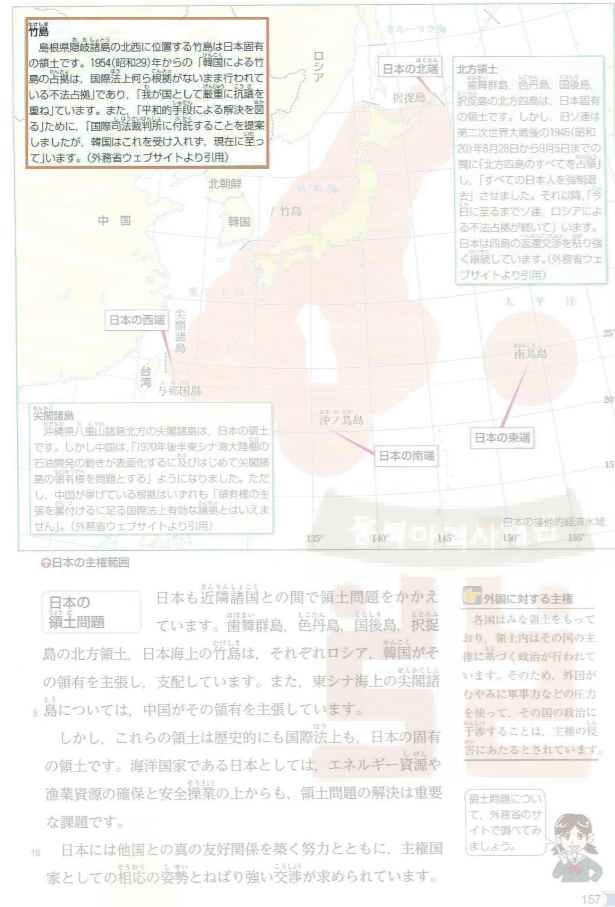 竹島
島根県隠岐諸島の北西に位置する竹島は日本固有
の領土です。1954(昭和29)年からの「韓国による竹
島の占拠は,国際法上何ら根拠がないまま行われて
いる不法占拠」であり,「我が国として厳重に抗議を
重ね」ています。また,「平和的手段による解決を図
る」ために,「国際司法裁判所に付託することを提案
しましたが,韓国はこれを受け入れず,現在に至っ
て」います。(外務省ウェブサイトより引用)
オホーツク海
ロシア
日本の北端
択捉島
北方領土
歯舞群島,色丹島,国後島,
択捉島の北方四島は,日本固有
の領土です。しかし,旧ソ連は
第二次世界大戦後の1945(昭和
20)年8月28日から9月5日までの
間に「北方四島のすべてを占領」
し,「すべての日本人を強制退
去」させました。それ以降,「今
日に至るまでソ連,ロシアによ
る不法占拠が続いて」います。
日本は四島の返還交渉を粘り強
く継続しています。(外務省ウェ
ブサイトより引用)
北朝鮮
日本海
竹島
中国
韓国
東シナ海
太平洋
日本の西端
尖閣諸島
台湾
与那国島
南鳥島
沖ノ鳥島
日本の南端
日本の東端
25°
20°
15°
尖閣諸島
沖縄県八重山諸島北方の尖閣諸島は,日本の領土
です。しかし中国は,「1970年後半東シナ海大陸棚の
石油開発の動きが表面化するに及びはじめて尖閣諸
島の領有権を問題とする」ようになりました。ただ
し,中国が挙げている根拠はいずれも「領有権の主
張を裏付けるに足る国際法上有効な論拠とはいえま
せん」。(外務省ウェブサイトより引用)
日本の排他的経済水域
135° 140° 145° 150° 155°
日本の主権範囲
日本の
領土問題
日本も近隣諸国との間で領土問題をかかえ
ています。歯舞群島,色丹島,国後島,択捉
島の北方領土,日本海上の竹島は,それぞれロシア,韓国がそ
の領有を主張し,支配しています。また,東シナ海上の尖閣諸
5 島については,中国がその領有を主張しています。
しかし,これらの領土は歴史的にも国際法上も,日本の固有
の領土です。海洋国家である日本としては,エネルギー資源や
漁業資源の確保と安全操業の上からも,領土問題の解決は重要
な課題です。
10 日本には他国との真の友好関係を築く努力とともに,主権国
家としての相応の姿勢とねばり強い交渉が求められています。
外国に対する主権
各国はみな領土をもって
おり,領土内はその国の主
権に基づく政治が行われて
います。そのため,外国が
むやみに軍事力などの圧力
を使って,その国の政治に
干渉することは,主権の侵
害にあたるとされています。
領土問題につい
て,外務省のサ
イトで調べてみ
ましょう。
157